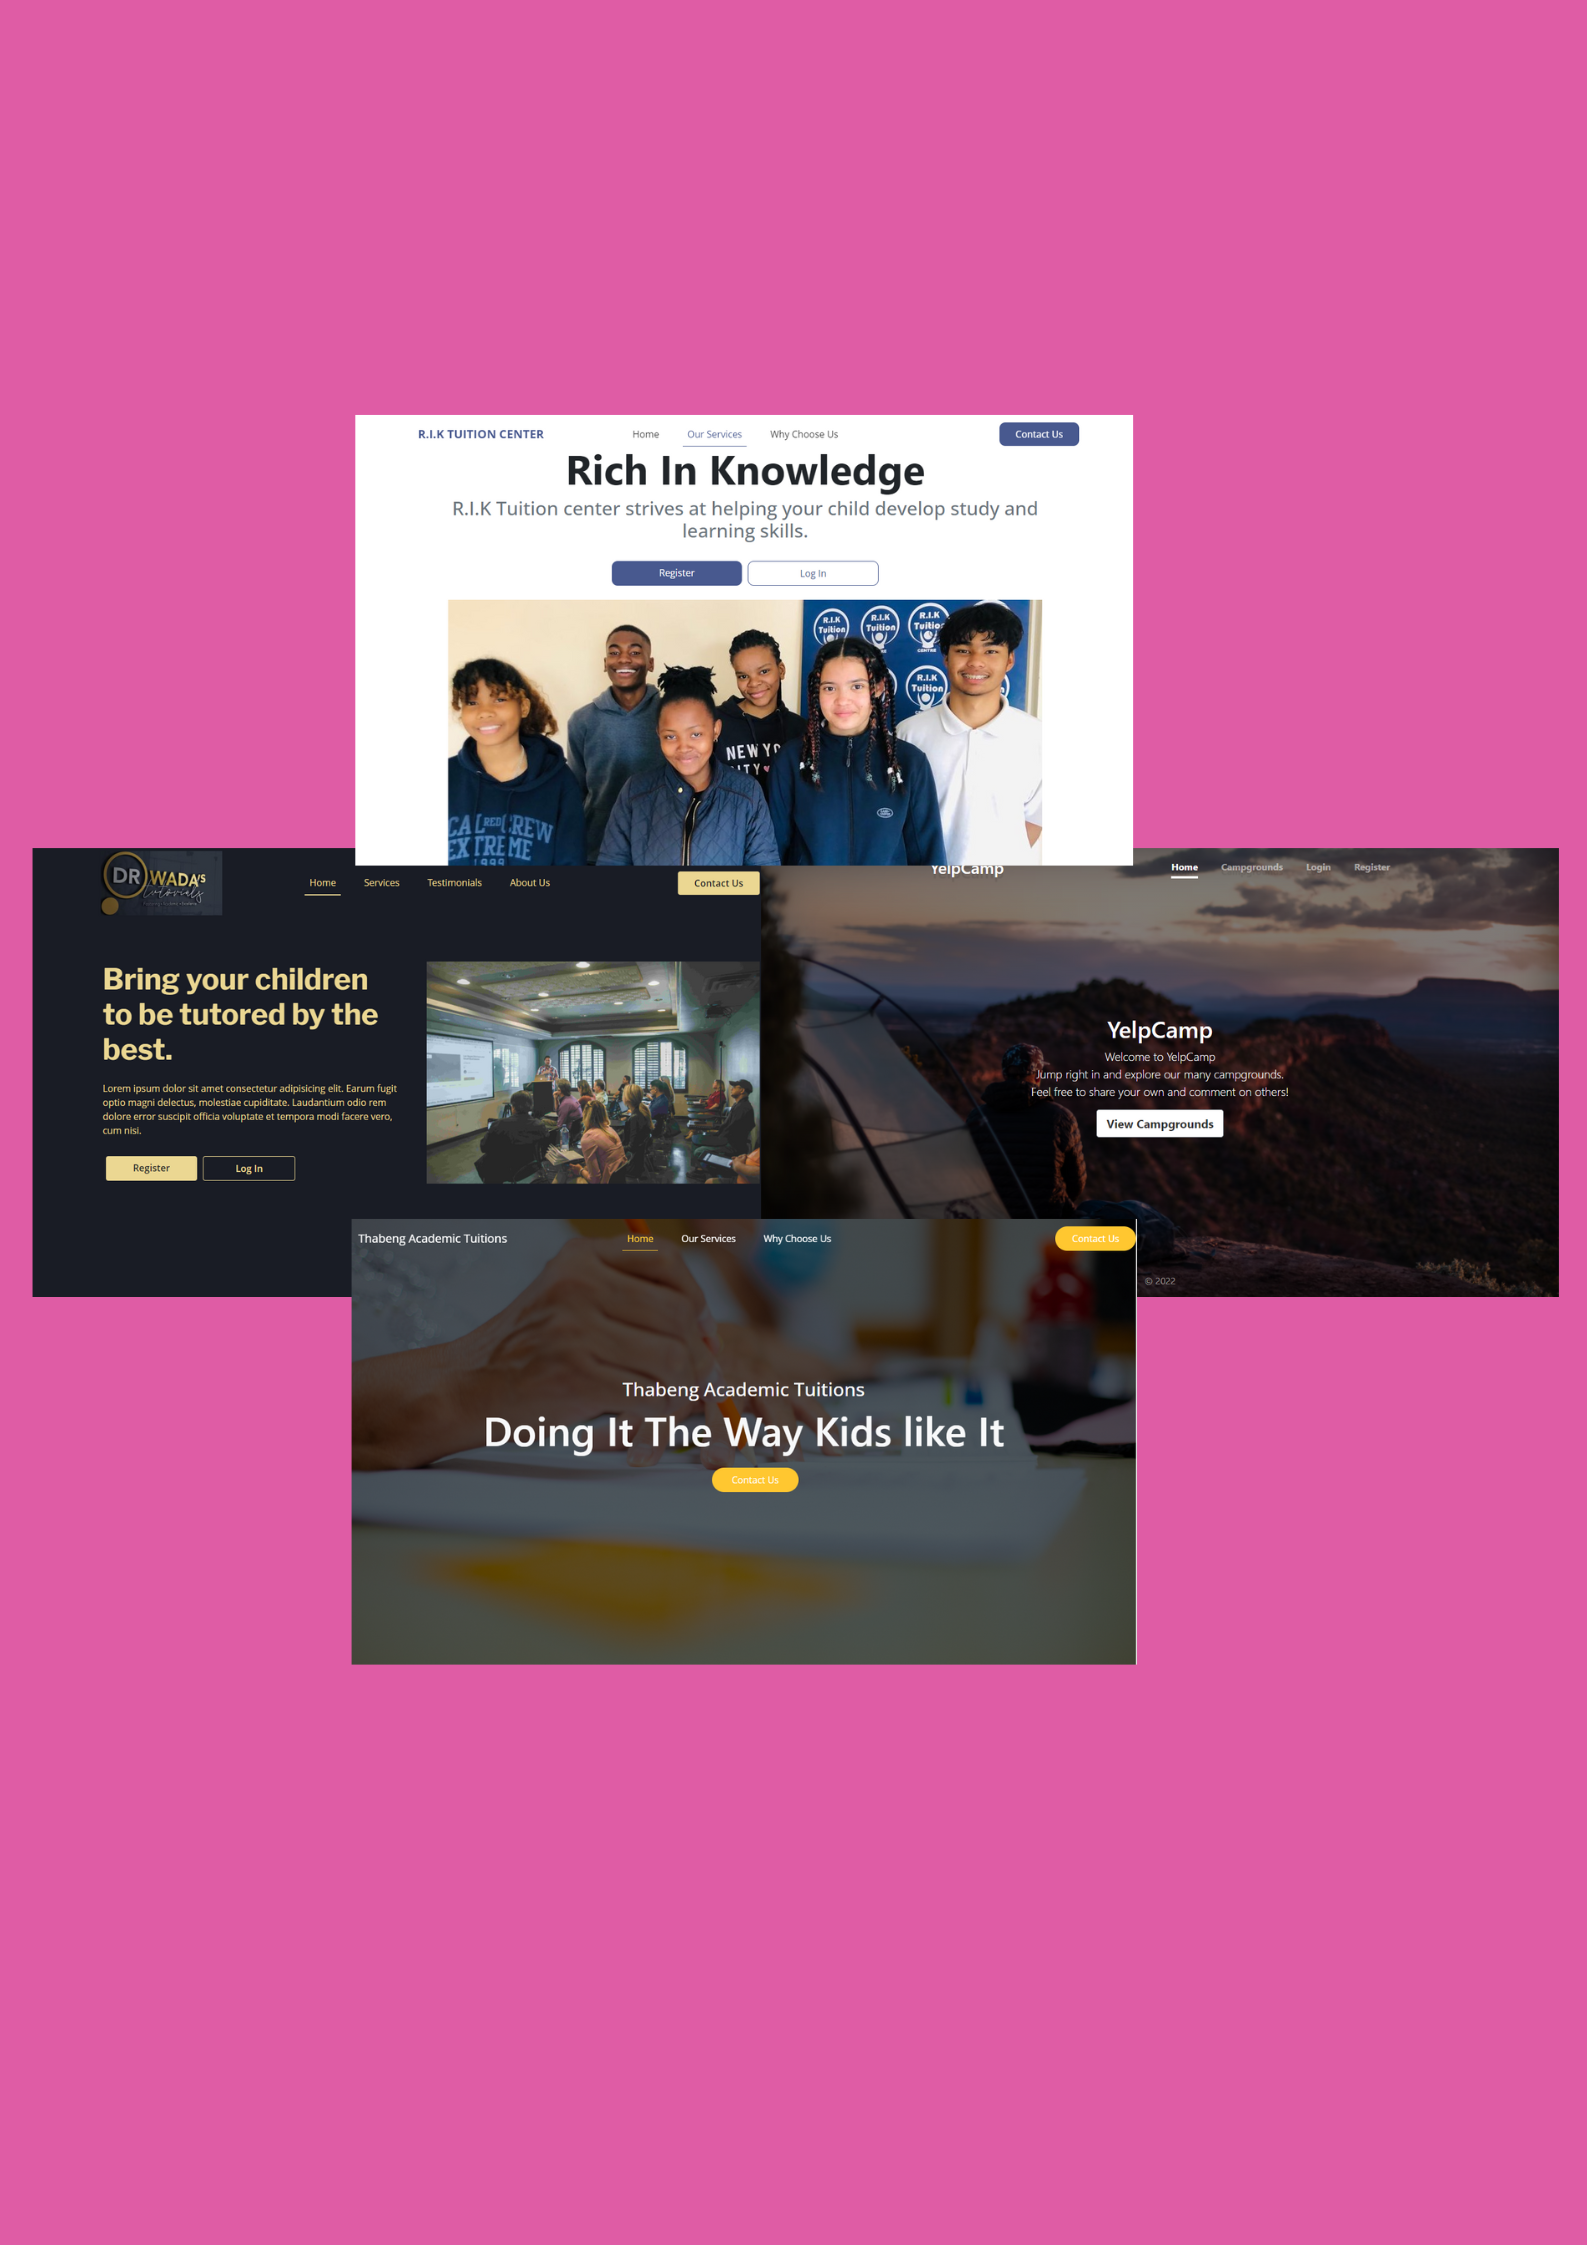 R.I.K TUITION CENTER
Home
Our Services
Why Choose Us
Contact Us
Rich In Knowledge
R.I.K Tuition center strives at helping your child develop study and
learning skills.
Register
Log In
R.I.K
Tuition
R.I.K
Tuition
R.I.K
Tuition
CENTRE
R.I.K
Tuition
NEW YO
ITY
CAL RED CREW
EXTREME
1999
DR WADA'S
tutorials
Home
Services
Testimonials
About Us
Contact Us
Bring your children
to be tutored by the
best.
Lorem ipsum dolor sit amet consectetur adipisicing elit. Earum fugit
optio magni delectus, molestiae cupiditate. Laudantium odio rem
dolore error suscipit officia voluptate et tempora modi facere vero,
cum nisi.
Register
Log In
YelpCamp
Home
Campgrounds
Login
Register
YelpCamp
Welcome to YelpCamp
Jump right in and explore our many campgrounds.
Feel free to share your own and comment on others!
View Campgrounds
© 2022
Thabeng Academic Tuitions
Home
Our Services
Why Choose Us
Contact Us
Thabeng Academic Tuitions
Doing It The Way Kids like It
Contact Us